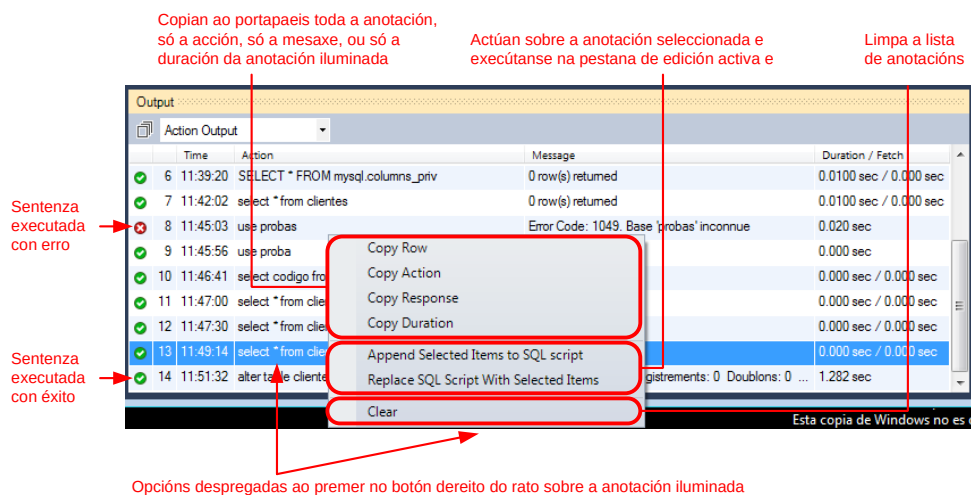 Copian ao portapaeis toda a anotación,
só a acción, só a mesaxe, ou só a
duración da anotación iluminada
Actúan sobre a anotación seleccionada e
execútanse na pestana de edición activa e
Limpa a lista
de anotacións
Output
Action Output
Time Action Message Duration / Fetch
6 11:39:20 SELECT * FROM mysql.columns_priv 0 row(s) returned 0.0100 sec / 0.000 sec
7 11:42:02 select * from clientes 0 row(s) returned 0.0100 sec / 0.000 sec
8 11:45:03 use probas Error Code: 1049. Base 'probas' inconnue 0.020 sec
9 11:45:56 use proba 0.000 sec
10 11:46:41 select codigo fro 0.000 sec / 0.000 sec
11 11:47:00 select * from clie 0.000 sec / 0.000 sec
12 11:47:30 select * from clie 0.000 sec / 0.000 sec
13 11:49:14 select * from clie 0.000 sec / 0.000 sec
14 11:51:32 alter table cliente gistrements: 0 Doublons: 0 ... 1.282 sec
Sentenza
executada
con erro
Sentenza
executada
con éxito
Copy Row
Copy Action
Copy Response
Copy Duration
Append Selected Items to SQL script
Replace SQL Script With Selected Items
Clear
Esta copia de Windows no es
Opcións despregadas ao premer no botón dereito do rato sobre a anotación iluminada